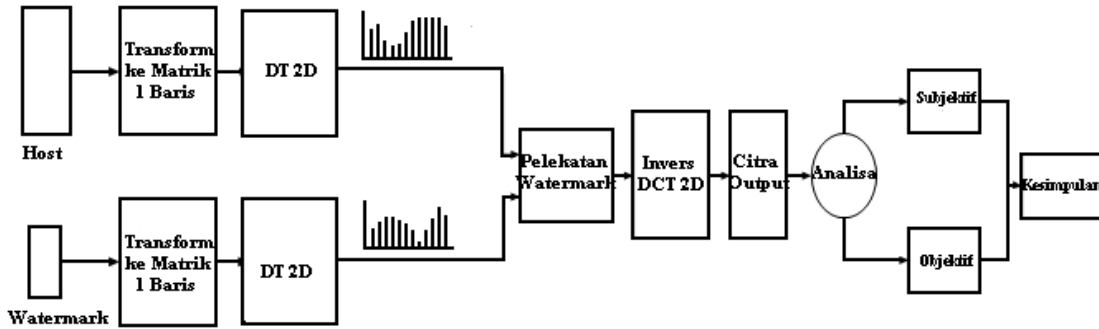 Transform
ke Matrik
1 Baris
DT 2D
Host
Pelekatan
Watermark
Invers
DCT 2D
Citra
Output
Analisa
Subjektif
Objektif
Kesimpulan
Transform
ke Matrik
1 Baris
DT 2D
Watermark